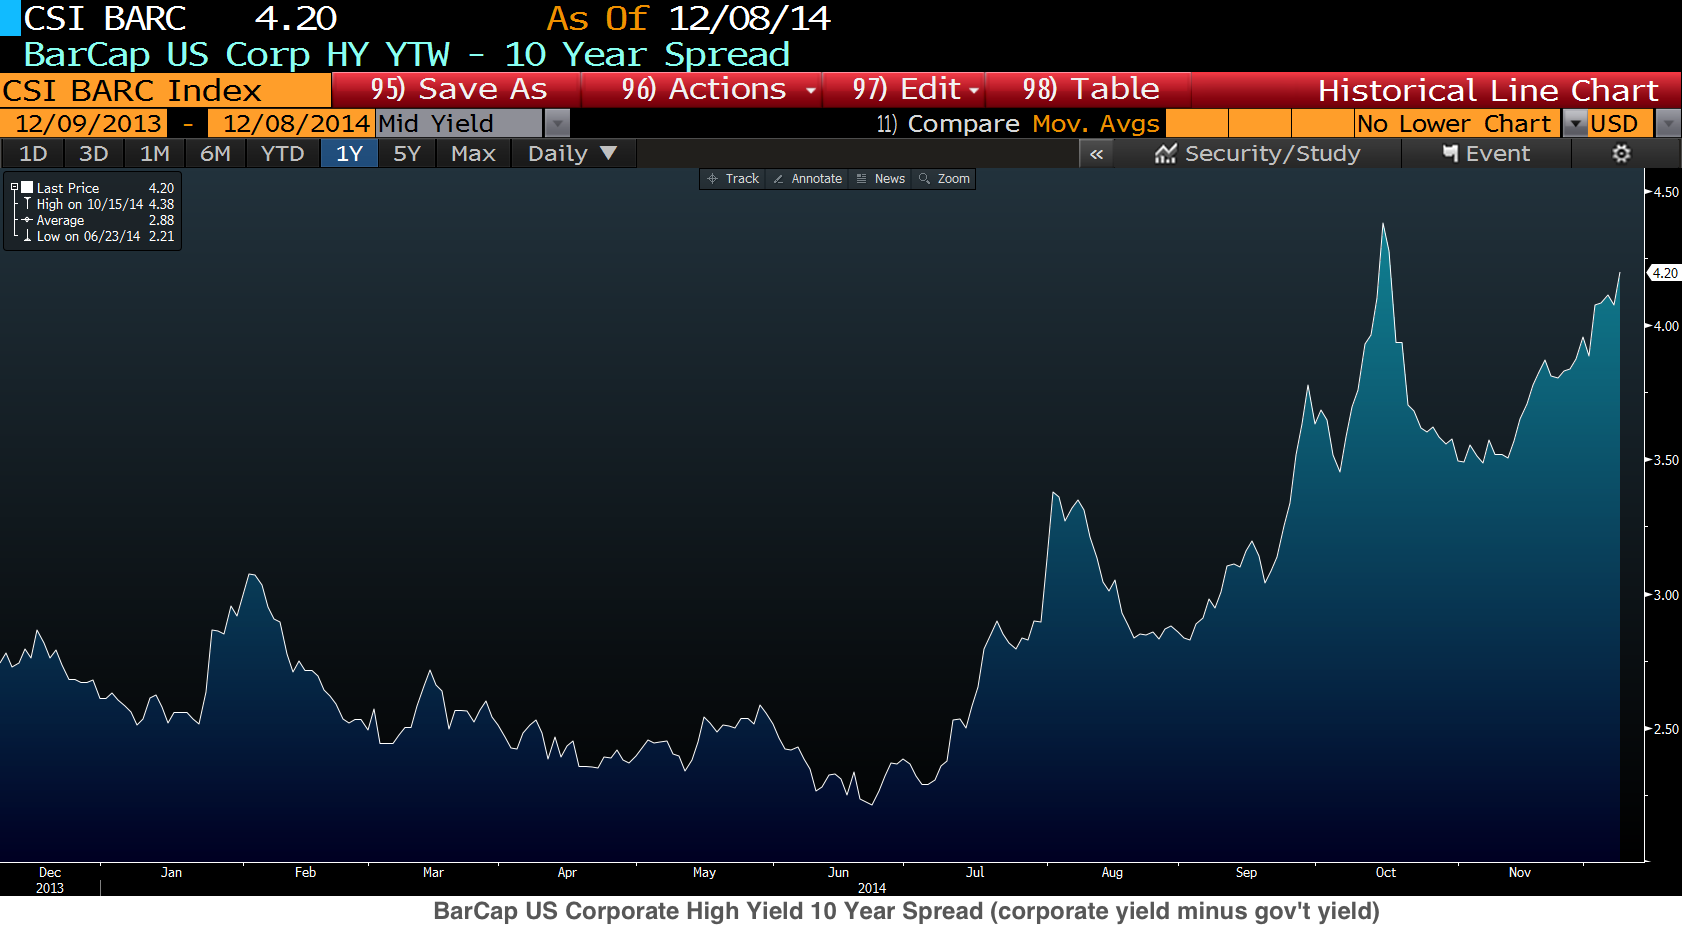 CSI BARC 4.20 As Of 12/08/14
BarCap US Corp HY YTW - 10 Year Spread
CSI BARC Index 95) Save As 96) Actions 97) Edit 98) Table Historical Line Chart
12/09/2013 - 12/08/2014 Mid Yield 11) Compare Mov. Avgs No Lower Chart USD
1D 3D 1M 6M YTD 1Y 5Y Max Daily ▼ « Security/Study Event
Track Annotate News Zoom
Last Price 4.20
High on 10/15/14 4.38
Average 2.88
Low on 06/23/14 2.21
4.50
4.20
4.00
3.50
3.00
2.50
Dec Jan Feb Mar Apr May Jun Jul Aug Sep Oct Nov
2013 2014
BarCap US Corporate High Yield 10 Year Spread (corporate yield minus gov't yield)